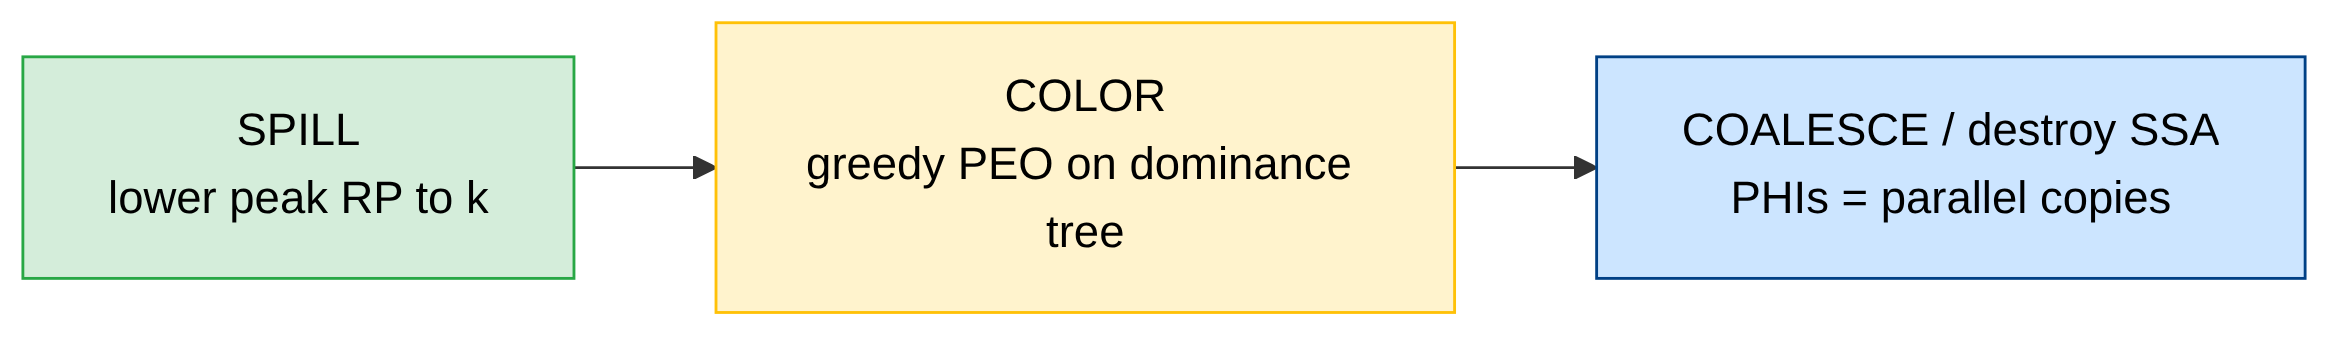 SPILL
lower peak RP to k
COLOR
greedy PEO on dominance
tree
COALESCE / destroy SSA
PHIs = parallel copies